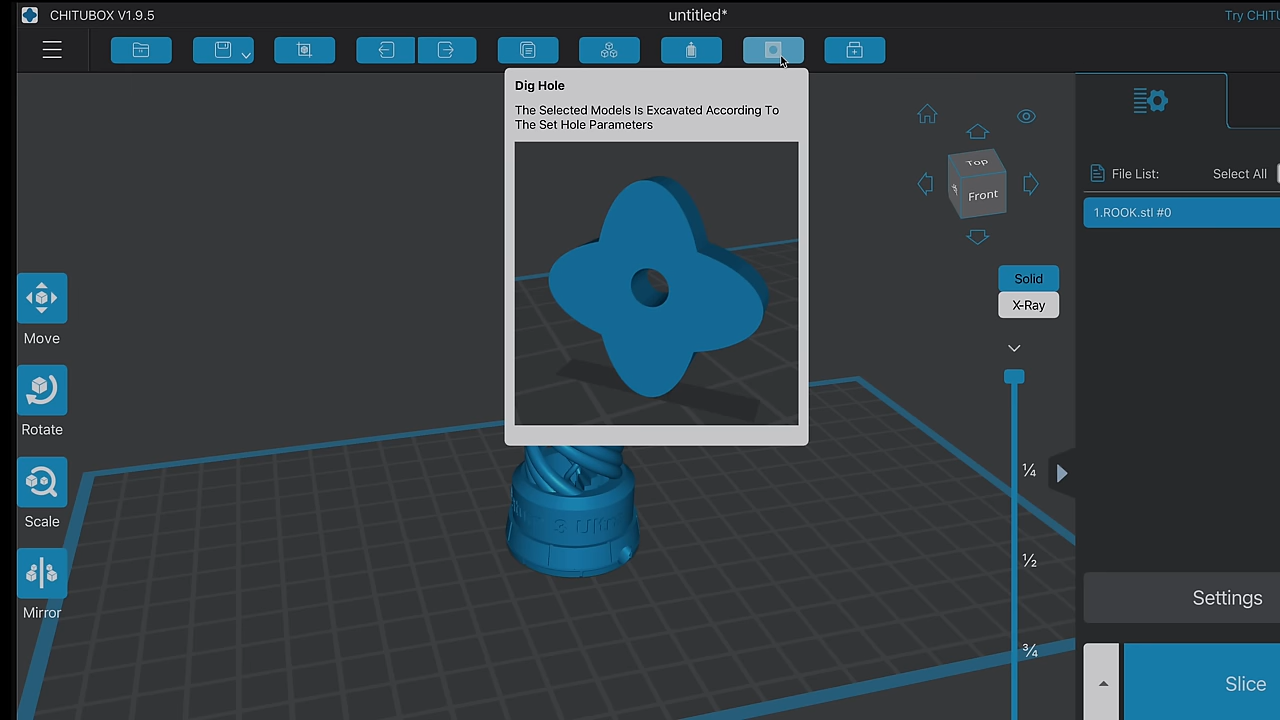 CHITUBOX V1.9.5
untitled*
Dig Hole
The Selected Models Is Excavated According To
The Set Hole Parameters
Top
Front
File List:
Select All
1.ROOK.stl #0
Solid
X-Ray
Move
Rotate
Scale
Mirror
3 Ult
¼
½
¾
Settings
Slice